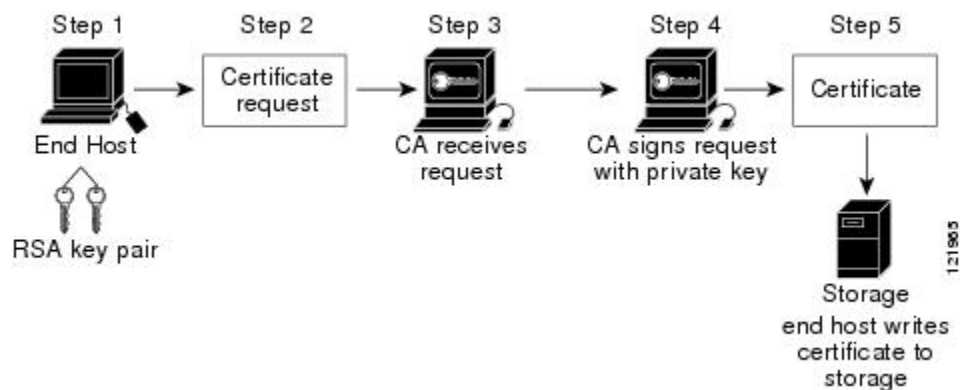 Step 1
Step 2
Step 3
Step 4
Step 5
Certificate
request
Certificate
End Host
CA receives
request
CA signs request
with private key
RSA key pair
Storage
end host writes
certificate to
storage
121965